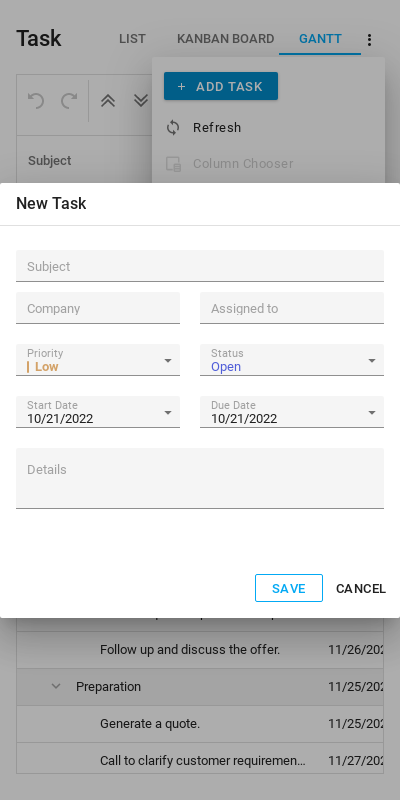 Task
LIST
KANBAN BOARD
GANTT
ADD TASK
Refresh
Column Chooser
Subject
New Task
Subject
Company
Assigned to
Priority
Low
Status
Open
Start Date
10/21/2022
Due Date
10/21/2022
Details
SAVE
CANCEL
Follow up and discuss the offer.
11/26/202
Preparation
11/25/202
Generate a quote.
11/25/202
Call to clarify customer requiremen...
11/27/202